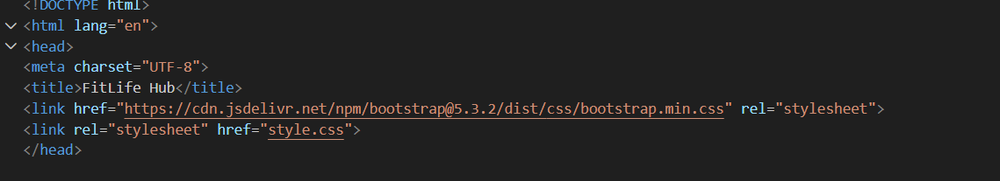 <!DOCTYPE html>
<html lang="en">
<head>
<meta charset="UTF-8">
<title>FitLife Hub</title>
<link href="https://cdn.jsdelivr.net/npm/bootstrap@5.3.2/dist/css/bootstrap.min.css" rel="stylesheet">
<link rel="stylesheet" href="style.css">
</head>